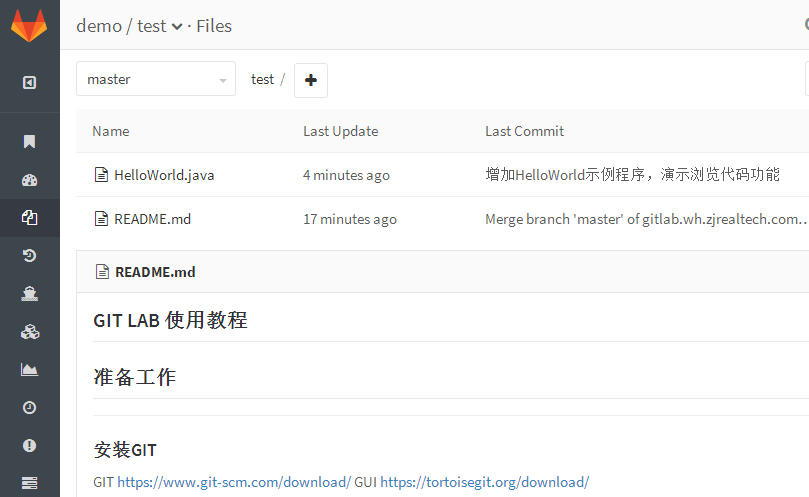 demo / test · Files
master test / +
Name Last Update Last Commit
HelloWorld.java 4 minutes ago 增加HelloWorld示例程序，演示浏览代码功能
README.md 17 minutes ago Merge branch 'master' of gitlab.wh.zjrealtech.com…
README.md
GIT LAB 使用教程
准备工作
安装GIT
GIT https://www.git-scm.com/download/ GUI https://tortoisegit.org/download/